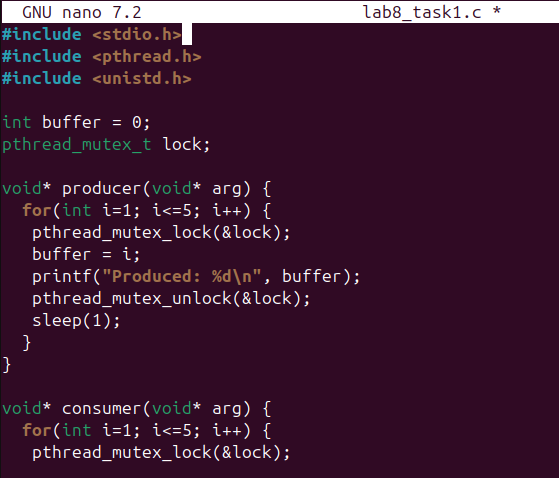 GNU nano 7.2 lab8_task1.c *
#include <stdio.h>
#include <pthread.h>
#include <unistd.h>

int buffer = 0;
pthread_mutex_t lock;

void* producer(void* arg) {
  for(int i=1; i<=5; i++) {
   pthread_mutex_lock(&lock);
   buffer = i;
   printf("Produced: %d\n", buffer);
   pthread_mutex_unlock(&lock);
   sleep(1);
  }
}

void* consumer(void* arg) {
  for(int i=1; i<=5; i++) {
   pthread_mutex_lock(&lock);